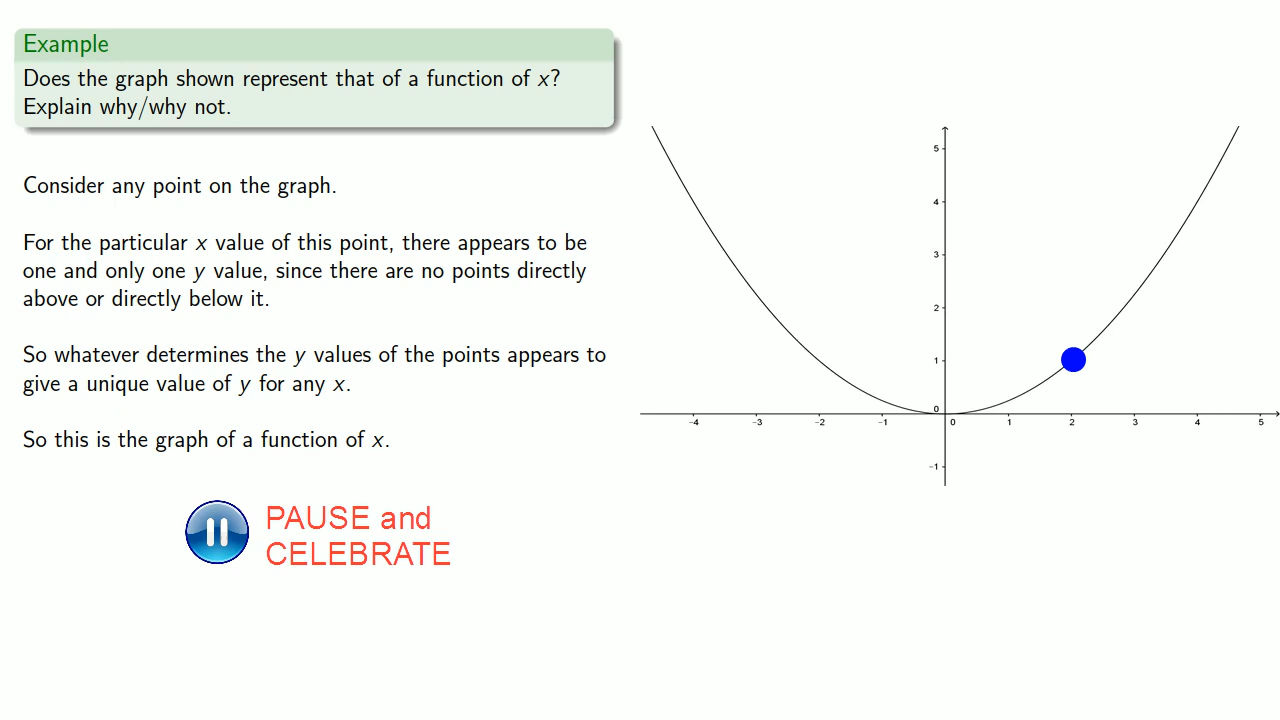 Example
Does the graph shown represent that of a function of x?
Explain why/why not.
Consider any point on the graph.
For the particular x value of this point, there appears to be
one and only one y value, since there are no points directly
above or directly below it.
So whatever determines the y values of the points appears to
give a unique value of y for any x.
So this is the graph of a function of x.
PAUSE and
CELEBRATE
5
4
3
2
1
0
−4 −3 −2 −1 0 1 2 3 4 5
−1